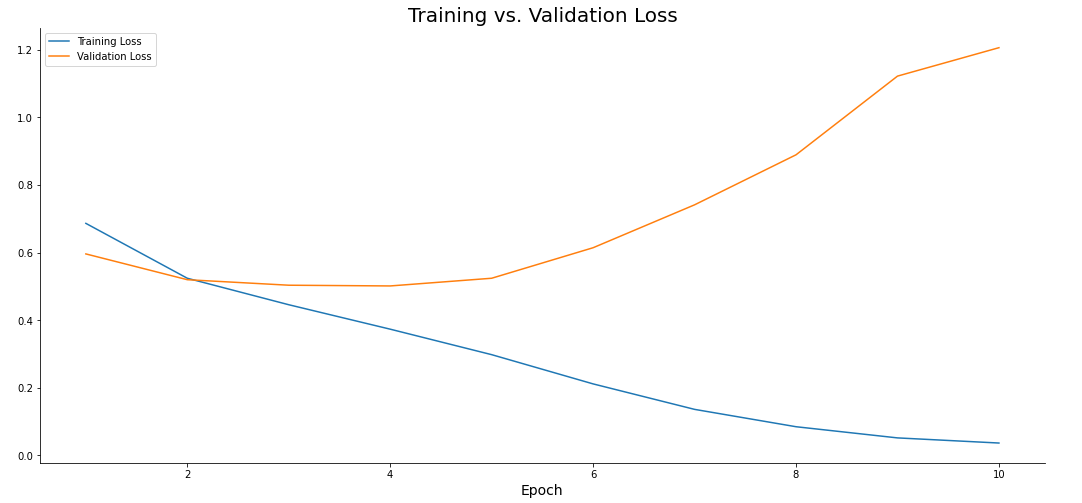 Training vs. Validation Loss
Training Loss
Validation Loss
1.2
1.0
0.8
0.6
0.4
0.2
0.0
2 4 6 8 10
Epoch